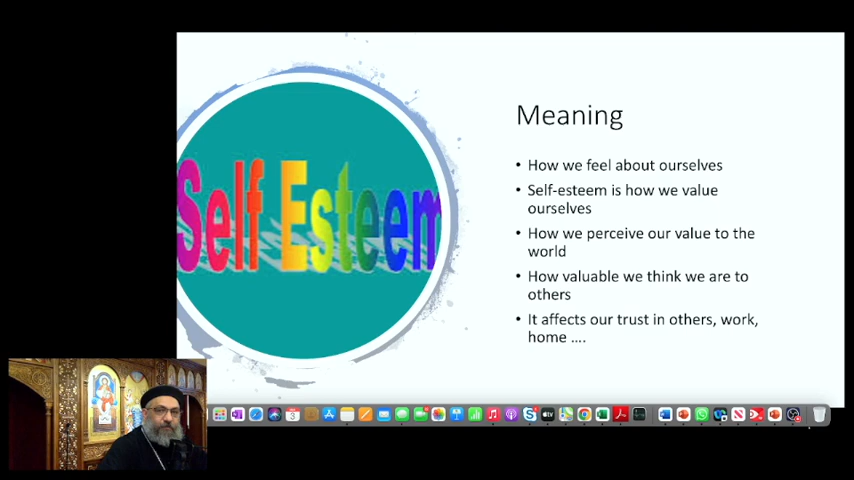 Self Esteem
Meaning
• How we feel about ourselves
• Self-esteem is how we value
ourselves
• How we perceive our value to the
world
• How valuable we think we are to
others
• It affects our trust in others, work,
home ....
3